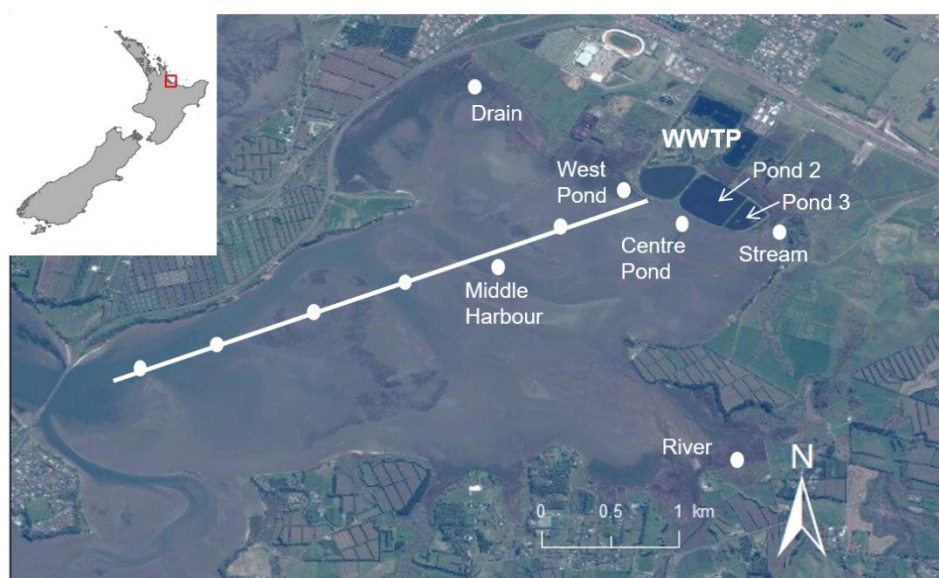 Drain
WWTP
West
Pond
Pond 2
Pond 3
Centre
Pond
Stream
Middle
Harbour
River
N
0 0.5 1 km